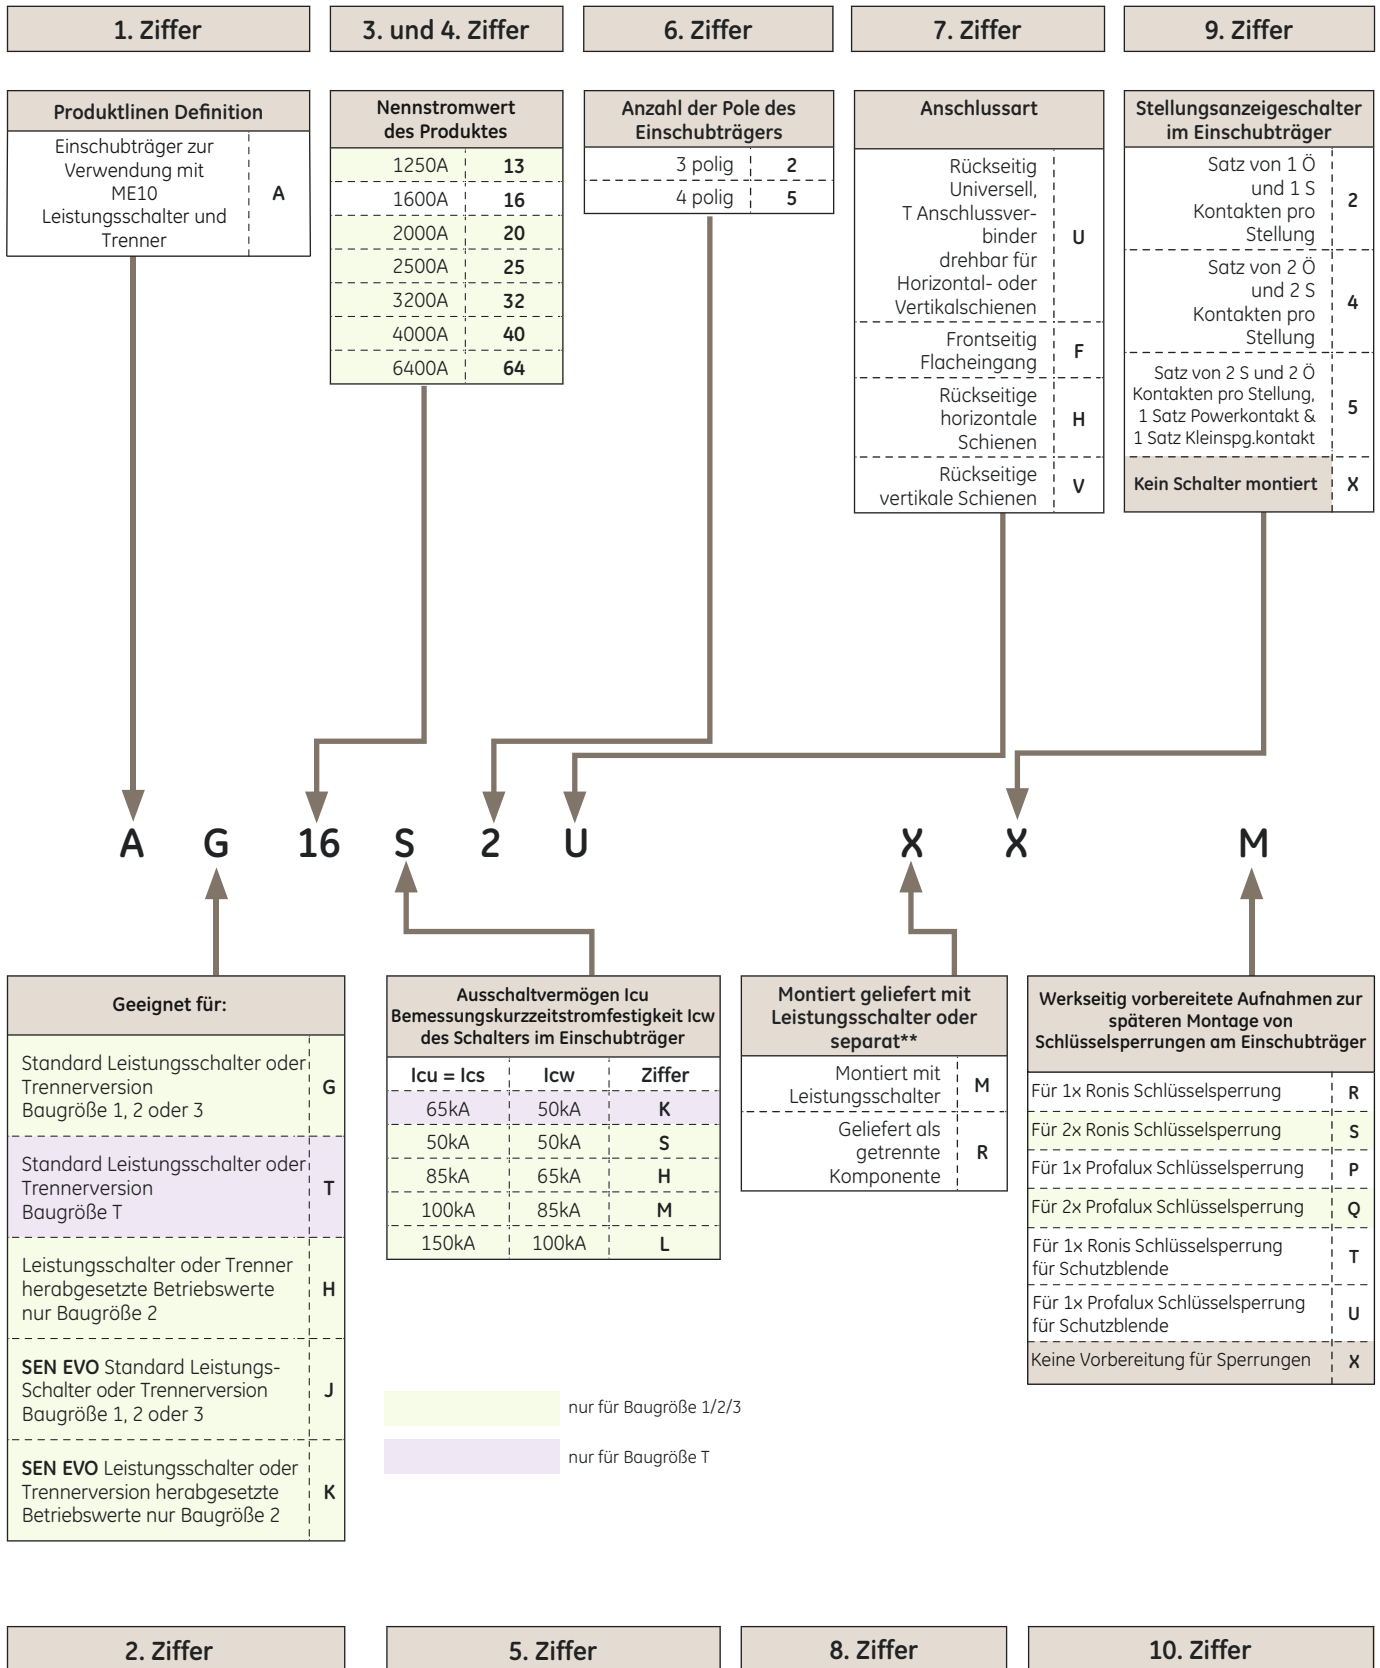 1. Ziffer
3. und 4. Ziffer
6. Ziffer
7. Ziffer
9. Ziffer
Produktlinen Definition
Einschubträger zur
Verwendung mit
ME10
Leistungsschalter und
Trenner
A
Nennstromwert
des Produktes
1250A 13
1600A 16
2000A 20
2500A 25
3200A 32
4000A 40
6400A 64
Anzahl der Pole des
Einschubträgers
3 polig 2
4 polig 5
Anschlussart
Rückseitig
Universell,
T Anschlussver-
binder
drehbar für
Horizontal- oder
Vertikalschienen
U
Frontseitig
Flacheingang
F
Rückseitige
horizontale
Schienen
H
Rückseitige
vertikale Schienen
V
Stellungsanzeigeschalter
im Einschubträger
Satz von 1 Ö
und 1 S
Kontakten pro
Stellung
2
Satz von 2 Ö
und 2 S
Kontakten pro
Stellung
4
Satz von 2 S und 2 Ö
Kontakten pro Stellung,
1 Satz Powerkontakt &
1 Satz Kleinspg.kontakt
5
Kein Schalter montiert X
A G 16 S 2 U X X M
Geeignet für:
Standard Leistungsschalter oder
Trennerversion
Baugröße 1, 2 oder 3
G
Standard Leistungsschalter oder
Trennerversion
Baugröße T
T
Leistungsschalter oder Trenner
herabgesetzte Betriebswerte
nur Baugröße 2
H
SEN EVO Standard Leistungs-
Schalter oder Trennerversion
Baugröße 1, 2 oder 3
J
SEN EVO Leistungsschalter oder
Trennerversion herabgesetzte
Betriebswerte nur Baugröße 2
K
Ausschaltvermögen Icu
Bemessungskurzzeitstromfestigkeit Icw
des Schalters im Einschubträger
Icu = Ics Icw Ziffer
65kA 50kA K
50kA 50kA S
85kA 65kA H
100kA 85kA M
150kA 100kA L
nur für Baugröße 1/2/3
nur für Baugröße T
Montiert geliefert mit
Leistungsschalter oder
separat**
Montiert mit
Leistungsschalter
M
Geliefert als
getrennte
Komponente
R
Werkseitig vorbereitete Aufnahmen zur
späteren Montage von
Schlüsselsperrungen am Einschubträger
Für 1x Ronis Schlüsselsperrung R
Für 2x Ronis Schlüsselsperrung S
Für 1x Profalux Schlüsselsperrung P
Für 2x Profalux Schlüsselsperrung Q
Für 1x Ronis Schlüsselsperrung
für Schutzblende
T
Für 1x Profalux Schlüsselsperrung
für Schutzblende
U
Keine Vorbereitung für Sperrungen X
2. Ziffer
5. Ziffer
8. Ziffer
10. Ziffer